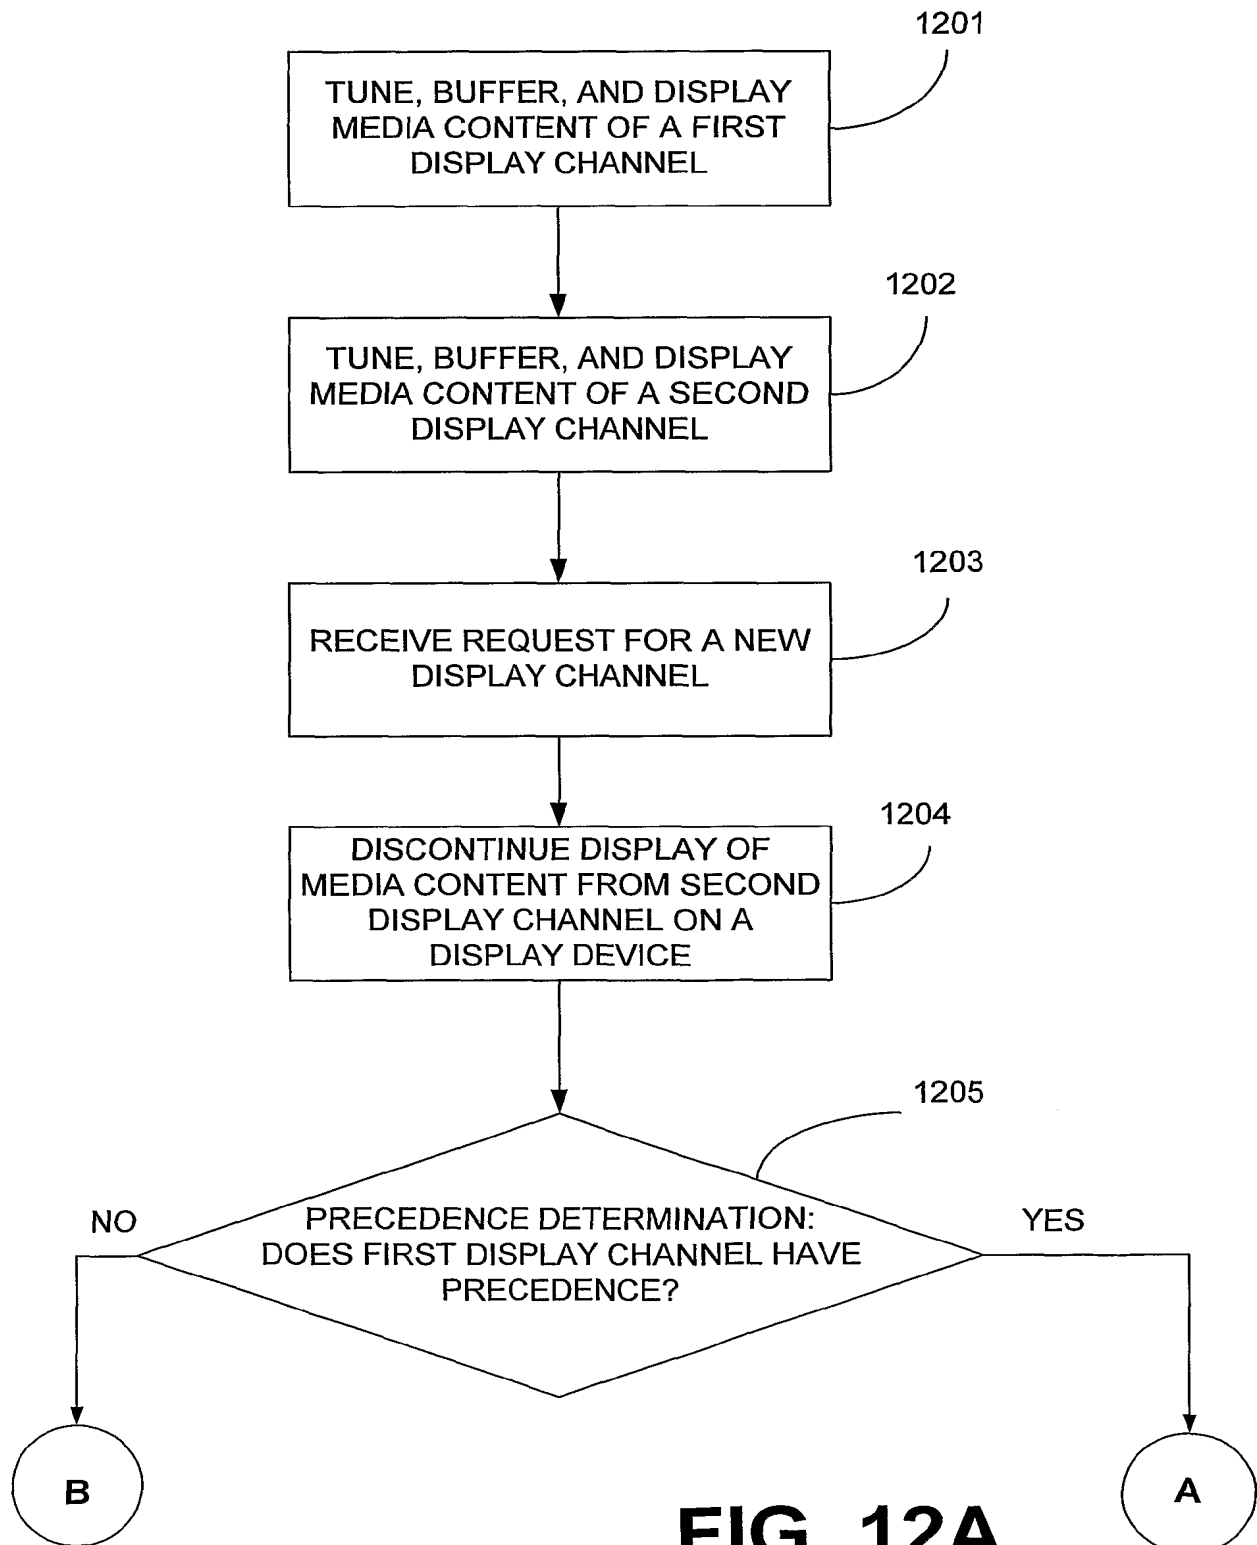 1201
TUNE, BUFFER, AND DISPLAY
MEDIA CONTENT OF A FIRST
DISPLAY CHANNEL
1202
TUNE, BUFFER, AND DISPLAY
MEDIA CONTENT OF A SECOND
DISPLAY CHANNEL
1203
RECEIVE REQUEST FOR A NEW
DISPLAY CHANNEL
1204
DISCONTINUE DISPLAY OF
MEDIA CONTENT FROM SECOND
DISPLAY CHANNEL ON A
DISPLAY DEVICE
1205
NO
PRECEDENCE DETERMINATION:
DOES FIRST DISPLAY CHANNEL HAVE
PRECEDENCE?
YES
B
A
FIG. 12A